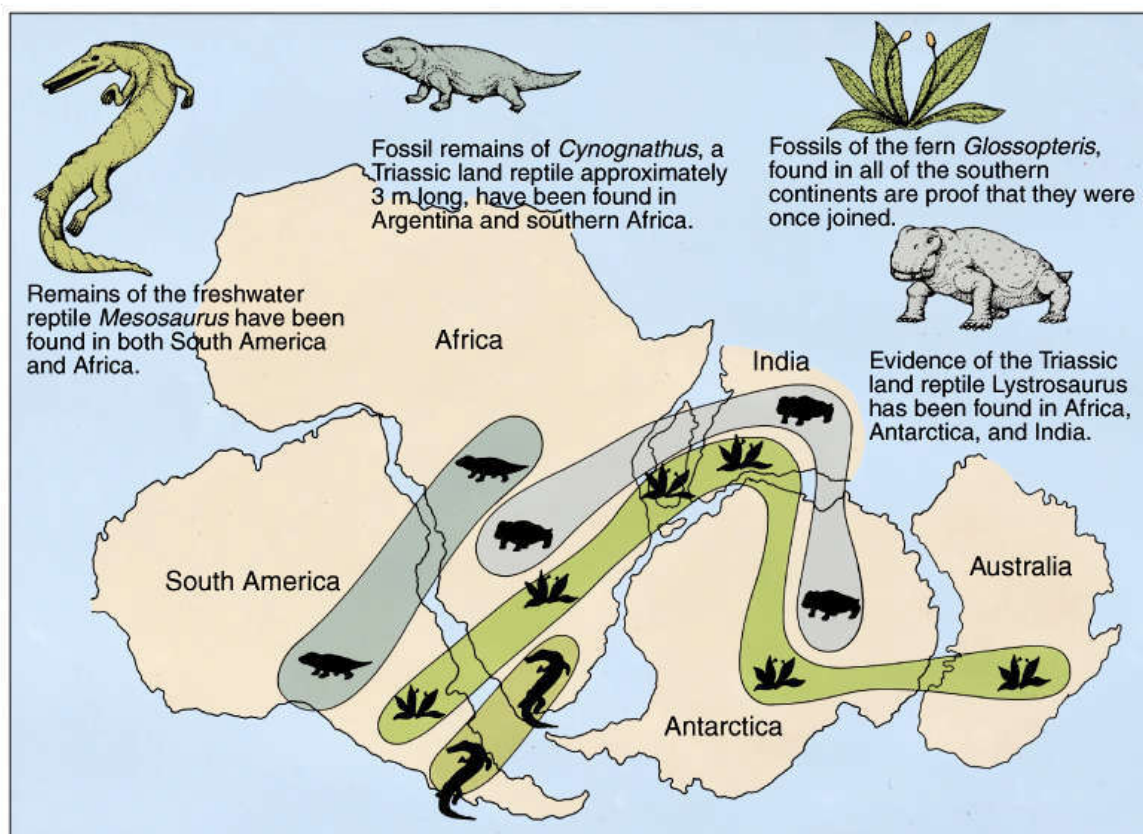 Fossil remains of Cynognathus, a
Triassic land reptile approximately
3 m long, have been found in
Argentina and southern Africa.
Fossils of the fern Glossopteris,
found in all of the southern
continents are proof that they were
once joined.
Remains of the freshwater
reptile Mesosaurus have been
found in both South America
and Africa.
Africa
India
Evidence of the Triassic
land reptile Lystrosaurus
has been found in Africa,
Antarctica, and India.
South America
Australia
Antarctica